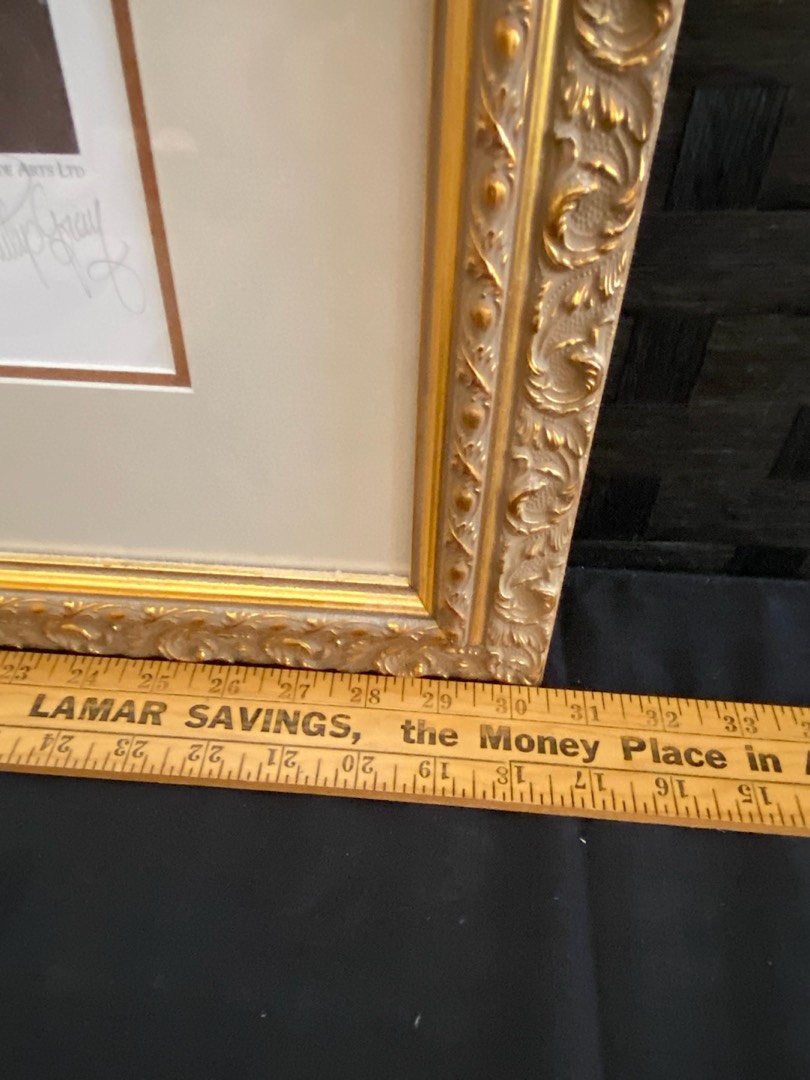 ARTS LTD
23 24 25 26 27 28 29 30 31 32 33
LAMAR SAVINGS, the Money Place in
24 23 22 21 20 19 18 17 16 15